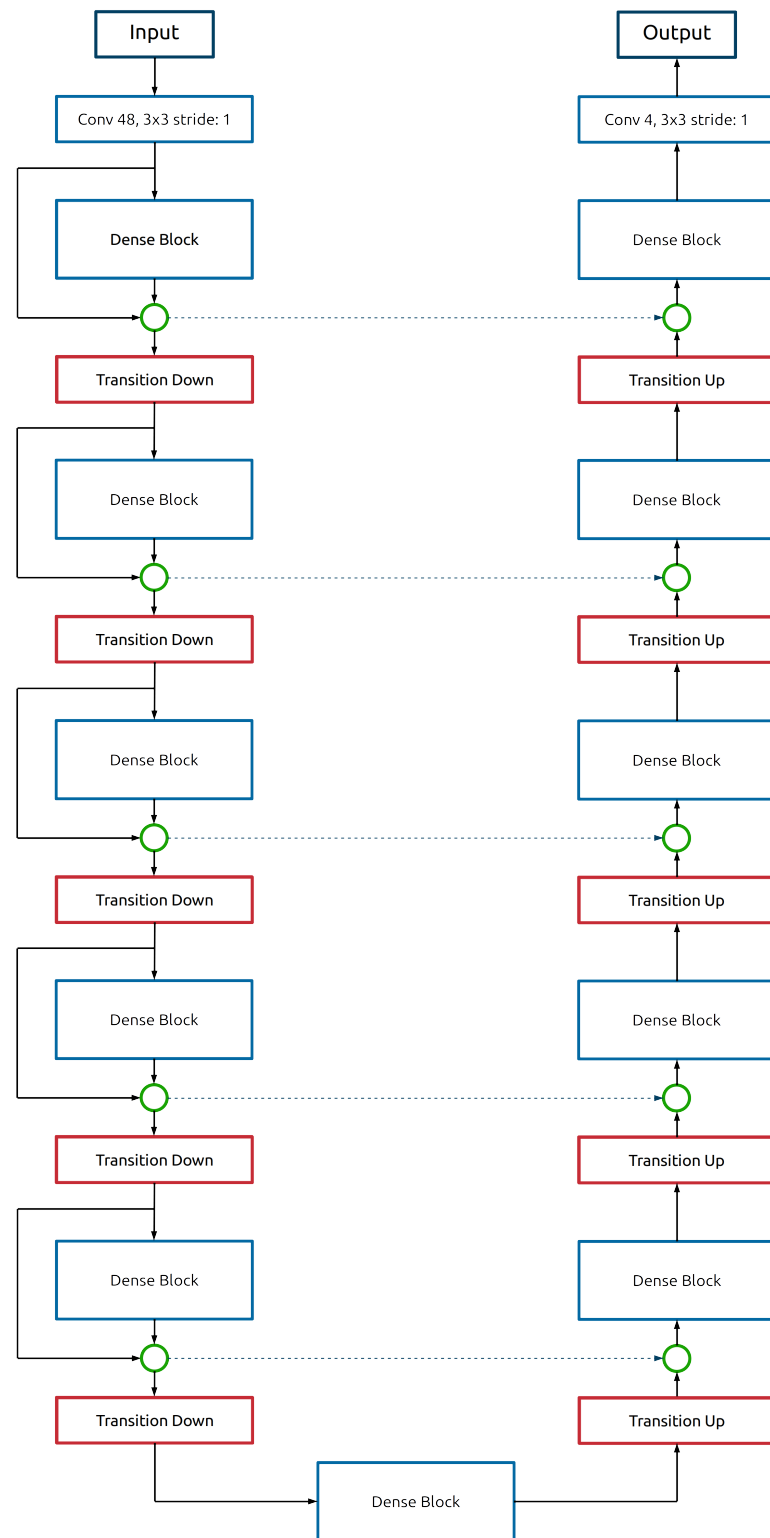 Input
Output
Conv 48, 3x3 stride: 1
Conv 4, 3x3 stride: 1
Dense Block
Dense Block
Transition Down
Transition Up
Dense Block
Dense Block
Transition Down
Transition Up
Dense Block
Dense Block
Transition Down
Transition Up
Dense Block
Dense Block
Transition Down
Transition Up
Dense Block
Dense Block
Transition Down
Transition Up
Dense Block